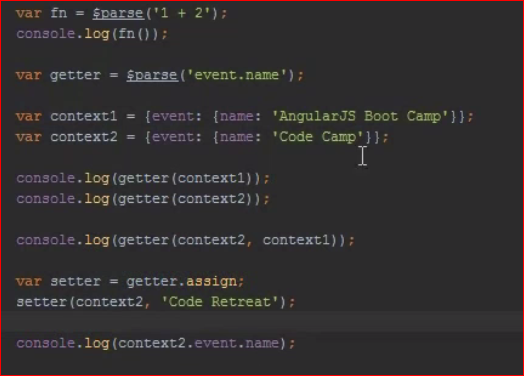 var fn = $parse('1 + 2');
console.log(fn());
var getter = $parse('event.name');
var context1 = {event: {name: 'AngularJS Boot Camp'}};
var context2 = {event: {name: 'Code Camp'}};
console.log(getter(context1));
console.log(getter(context2));
console.log(getter(context2, context1));
var setter = getter.assign;
setter(context2, 'Code Retreat');
console.log(context2.event.name);